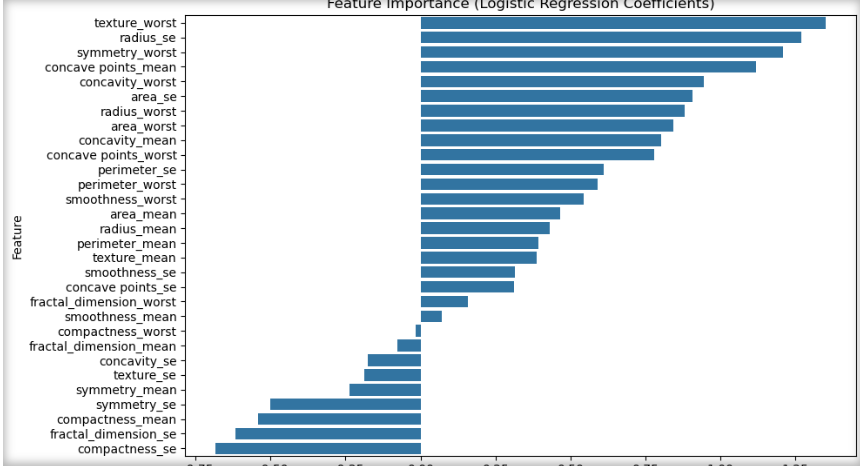 Feature Importance (Logistic Regression Coefficients)
texture_worst
radius_se
symmetry_worst
concave points_mean
concavity_worst
area_se
radius_worst
area_worst
concavity_mean
concave points_worst
perimeter_se
perimeter_worst
smoothness_worst
area_mean
radius_mean
perimeter_mean
texture_mean
smoothness_se
concave points_se
fractal_dimension_worst
smoothness_mean
compactness_worst
fractal_dimension_mean
concavity_se
texture_se
symmetry_mean
symmetry_se
compactness_mean
fractal_dimension_se
compactness_se
Feature